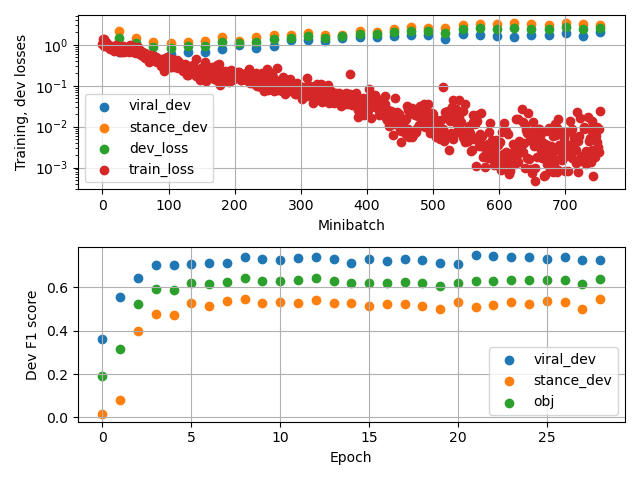 Training, dev losses
10⁰
10⁻¹
10⁻²
10⁻³
viral_dev
stance_dev
dev_loss
train_loss
0 100 200 300 400 500 600 700
Minibatch
Dev F1 score
0.6
0.4
0.2
0.0
viral_dev
stance_dev
obj
0 5 10 15 20 25
Epoch